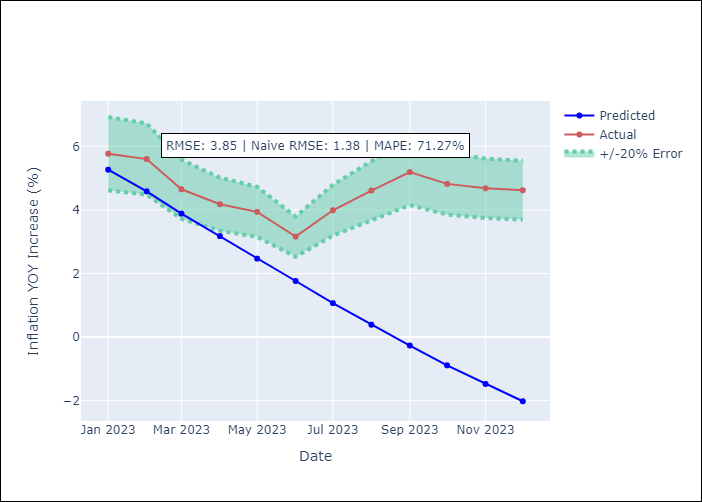 RMSE: 3.85 | Naive RMSE: 1.38 | MAPE: 71.27%
Predicted
Actual
+/-20% Error
Inflation YOY Increase (%)
6
4
2
0
−2
Jan 2023
Mar 2023
May 2023
Jul 2023
Sep 2023
Nov 2023
Date